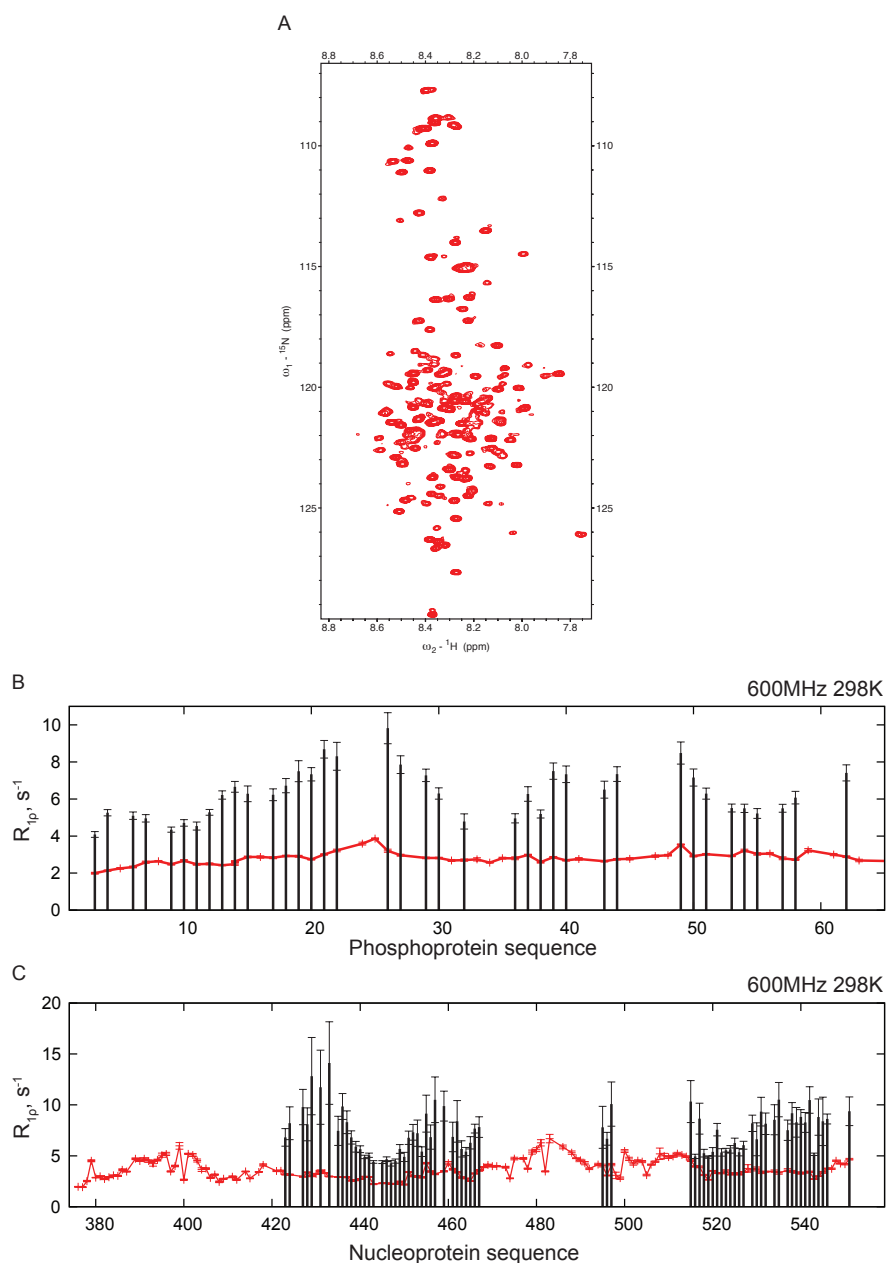 A
8.8 8.6 8.4 8.2 8.0 7.8
110 110
115 115
120 120
125 125
ω1 - 15N (ppm)
8.8 8.6 8.4 8.2 8.0 7.8
ω2 - 1H (ppm)
B
600MHz 298K
10
8
6
4
2
0
R1ρ, s-1
10 20 30 40 50 60
Phosphoprotein sequence
C
600MHz 298K
20
15
10
5
0
R1ρ, s-1
380 400 420 440 460 480 500 520 540
Nucleoprotein sequence